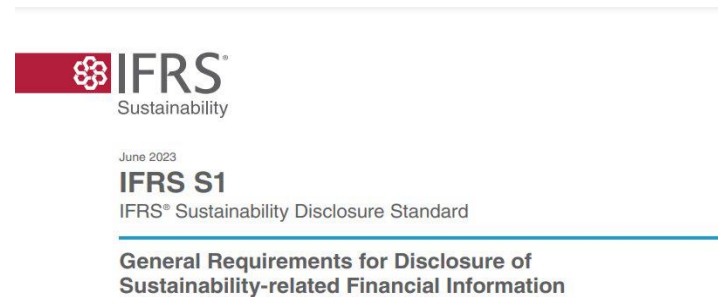 IFRS®
Sustainability
June 2023
IFRS S1
IFRS® Sustainability Disclosure Standard
General Requirements for Disclosure of
Sustainability-related Financial Information